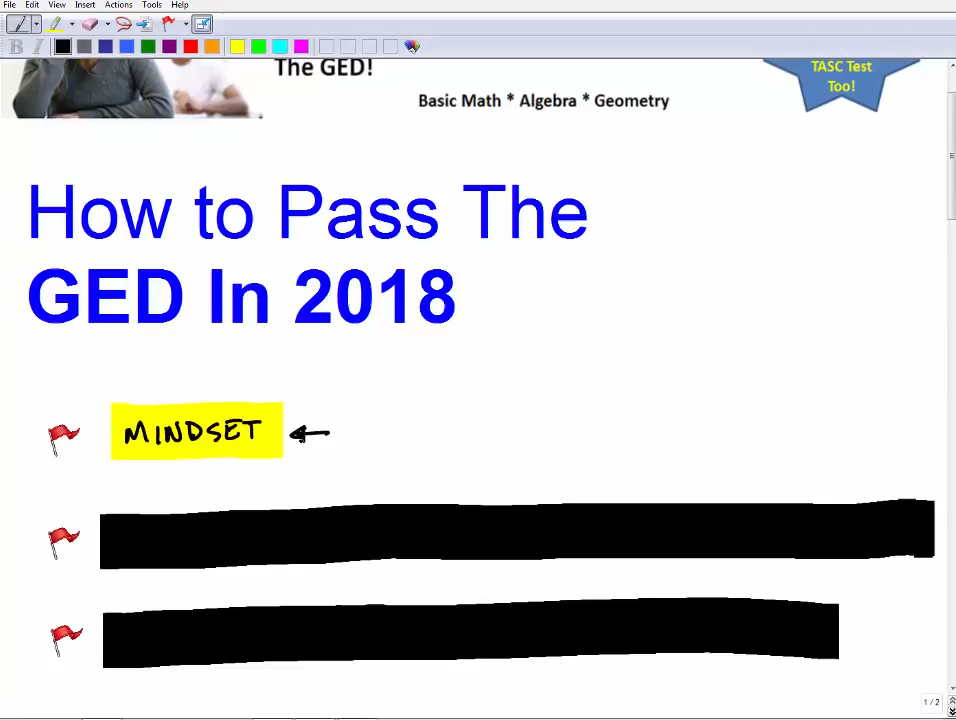 File Edit View Insert Actions Tools Help
B I
The GED!
TASC Test
Too!
Basic Math * Algebra * Geometry
How to Pass The
GED In 2018
MINDSET
1 / 2